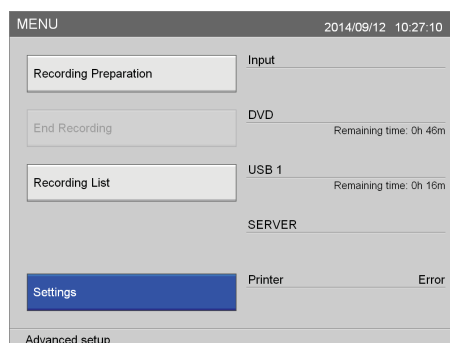 MENU 2014/09/12 10:27:10
Recording Preparation
Input
End Recording
DVD
Remaining time: 0h 46m
Recording List
USB 1
Remaining time: 0h 16m
SERVER
Settings
Printer Error
Advanced setup